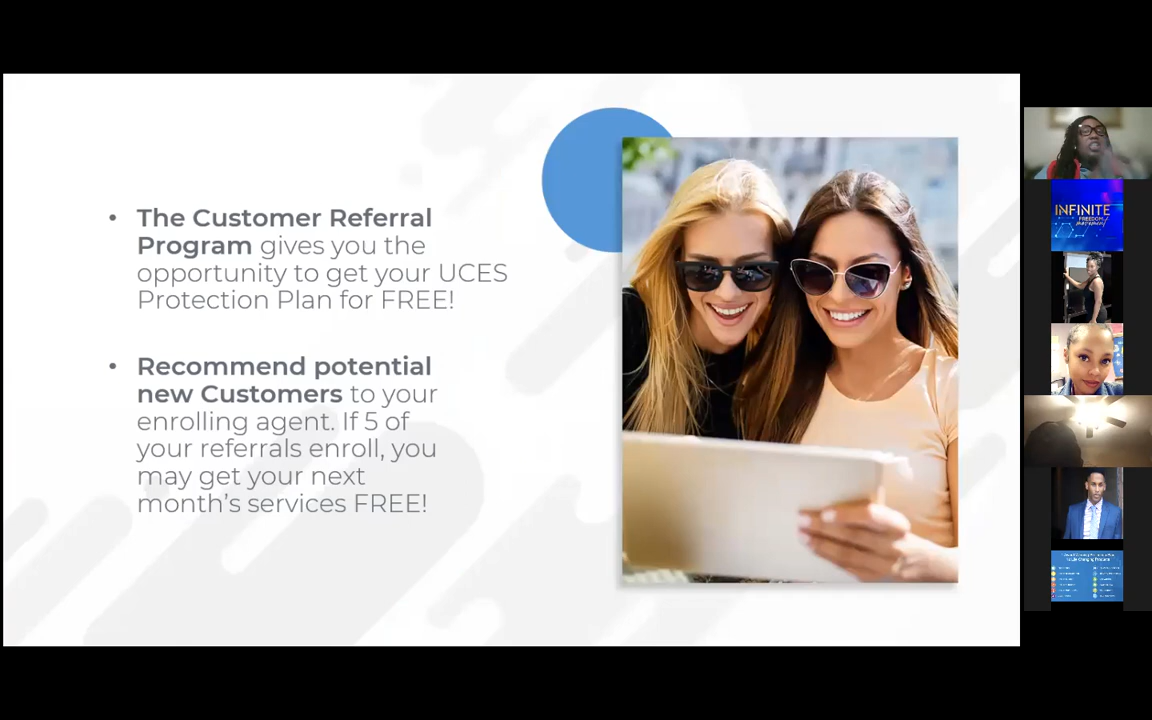 • The Customer Referral
Program gives you the
opportunity to get your UCES
Protection Plan for FREE!
• Recommend potential
new Customers to your
enrolling agent. If 5 of
your referrals enroll, you
may get your next
month's services FREE!
INFINITE
FREEDOM